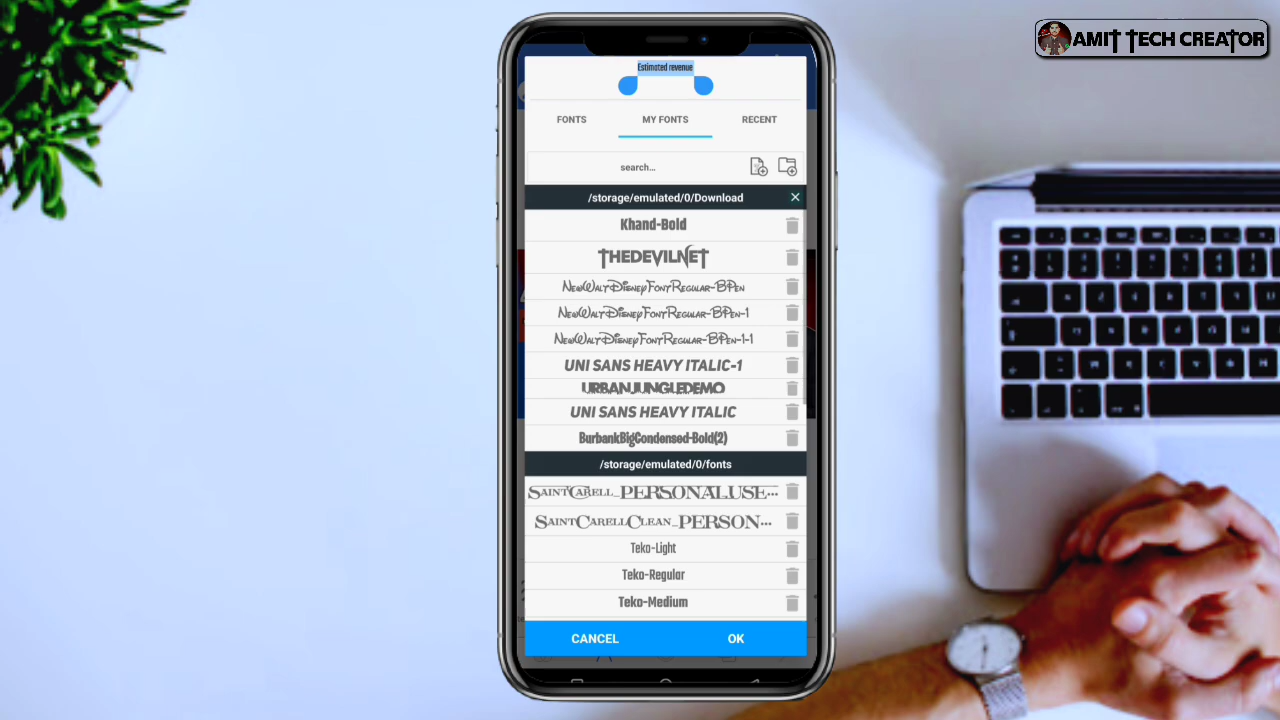 AMIT TECH CREATOR
Estimated revenue
FONTS
MY FONTS
RECENT
search...
/storage/emulated/0/Download
Khand-Bold
THEDEVILNET
NewWaltDisneyFontRegular-BPen
NewWaltDisneyFontRegular-BPen-1
NewWaltDisneyFontRegular-BPen-1-1
UNI SANS HEAVY ITALIC-1
URBANJUNGLEDEMO
UNI SANS HEAVY ITALIC
BurbankBigCondensed-Bold(2)
/storage/emulated/0/fonts
SaintCarell_PERSONALUSE...
SaintCarellClean_PERSON...
Teko-Light
Teko-Regular
Teko-Medium
CANCEL
OK